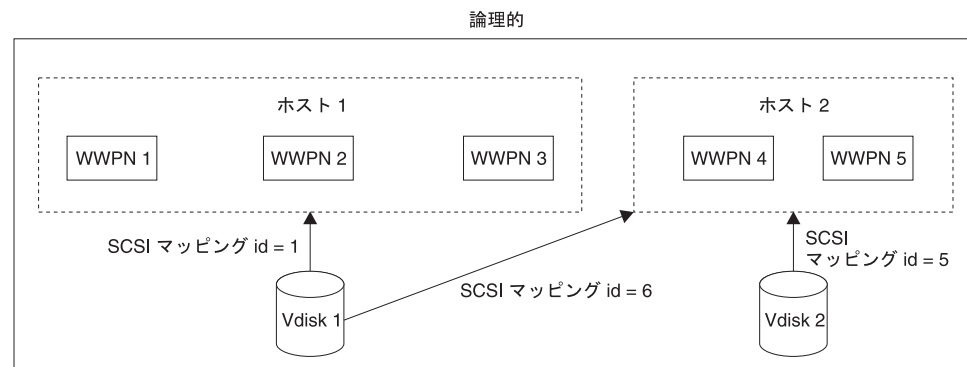 論理的
ホスト 1
ホスト 2
WWPN 1
WWPN 2
WWPN 3
WWPN 4
WWPN 5
SCSI マッピング id = 1
SCSI マッピング id = 6
SCSI
マッピング id = 5
Vdisk 1
Vdisk 2